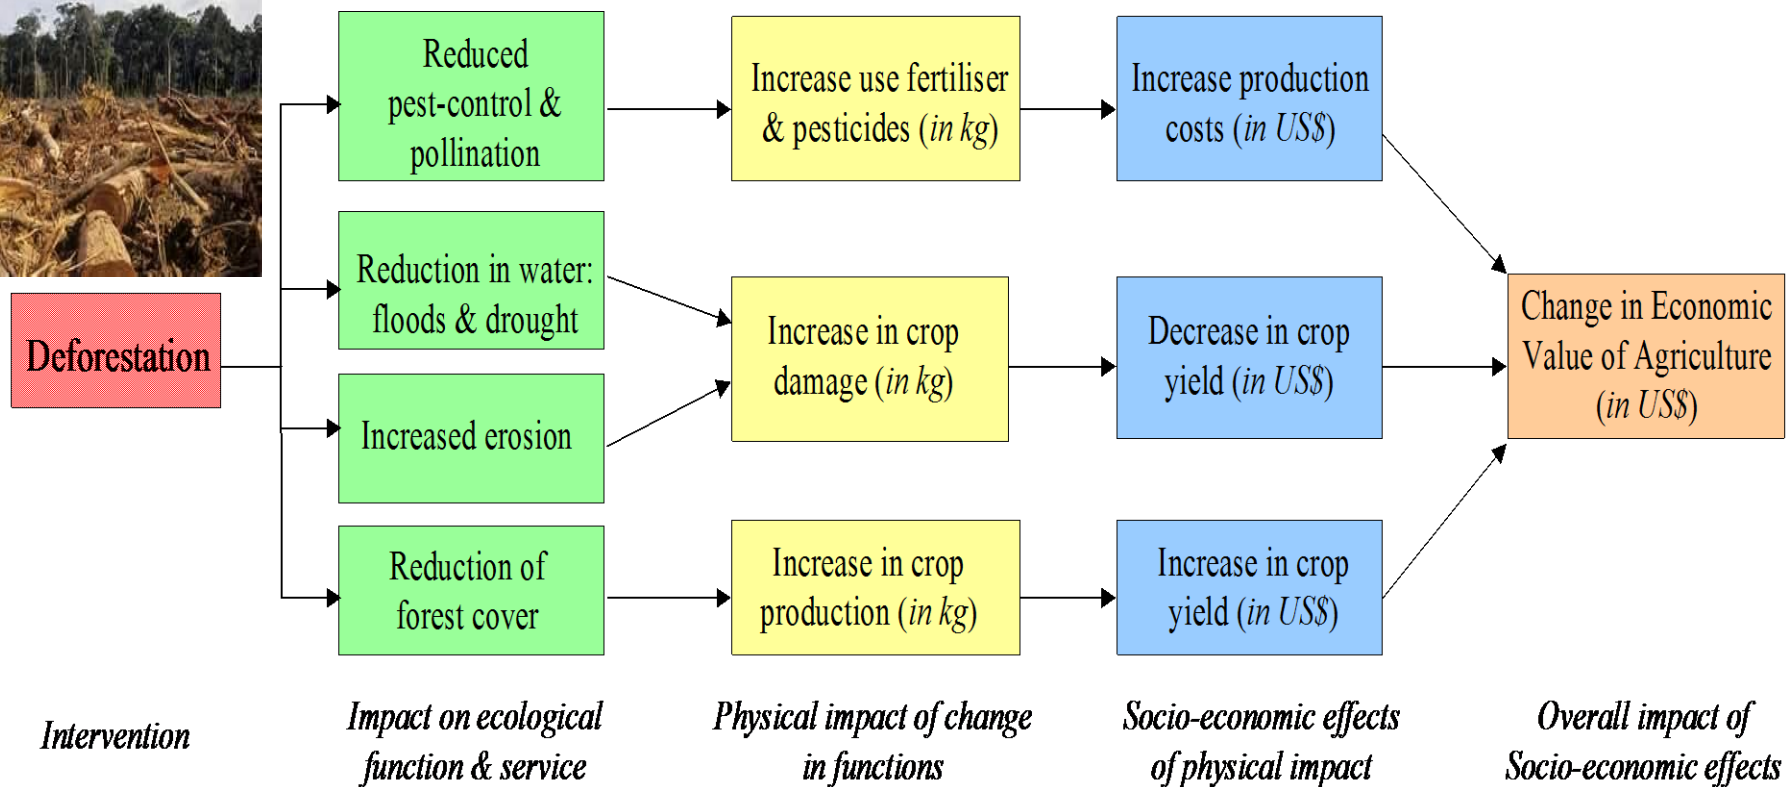 Deforestation
Reduced
pest-control &
pollination
Reduction in water:
floods & drought
Increased erosion
Reduction of
forest cover
Increase use fertiliser
& pesticides (in kg)
Increase in crop
damage (in kg)
Increase in crop
production (in kg)
Increase production
costs (in US$)
Decrease in crop
yield (in US$)
Increase in crop
yield (in US$)
Change in Economic
Value of Agriculture
(in US$)
Intervention
Impact on ecological
function & service
Physical impact of change
in functions
Socio-economic effects
of physical impact
Overall impact of
Socio-economic effects